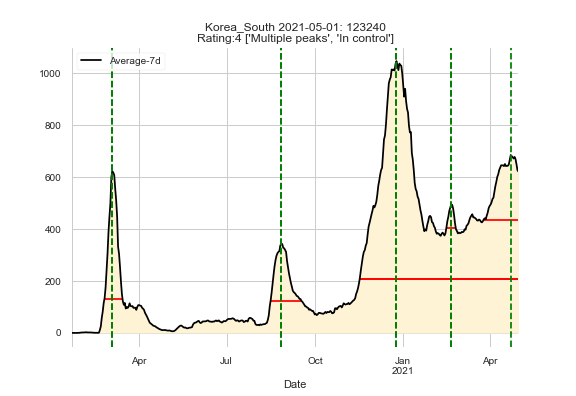 Korea_South 2021-05-01: 123240
Rating:4 ['Multiple peaks', 'In control']
Average-7d
1000
800
600
400
200
0
Apr
Jul
Oct
Jan
2021
Apr
Date